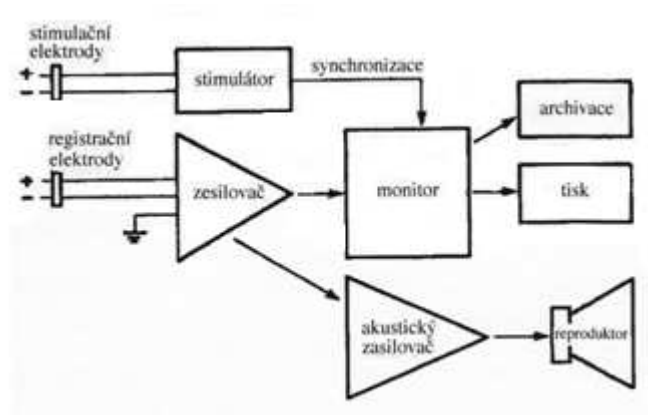 stimulační
elektrody
+
−
stimulátor
synchronizace
archivace
registrační
elektrody
+
−
zesilovač
monitor
tisk
akustický
zasilovač
reproduktor